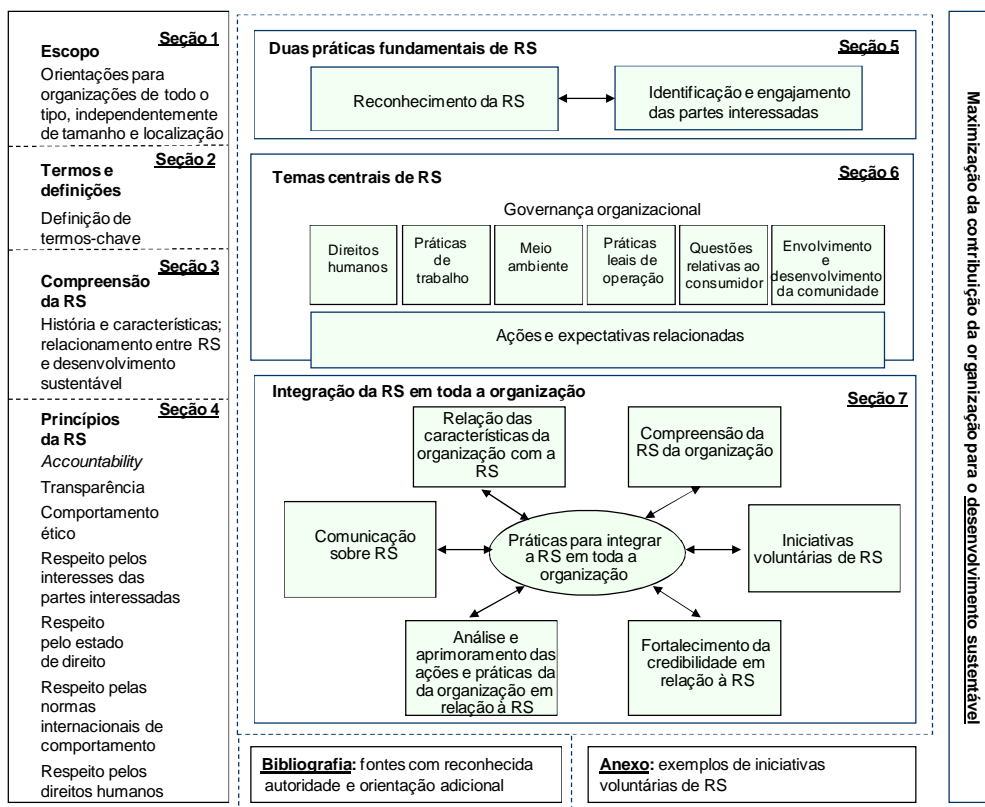 Seção 1
Escopo
Orientações para
organizações de todo o
tipo, independentemente
de tamanho e localização
Seção 2
Termos e
definições
Definição de
termos-chave
Seção 3
Compreensão
da RS
História e características;
relacionamento entre RS
e desenvolvimento
sustentável
Seção 4
Princípios
da RS
Accountability
Transparência
Comportamento
ético
Respeito pelos
interesses das
partes interessadas
Respeito
pelo estado
de direito
Respeito pelas
normas
internacionais de
comportamento
Respeito pelos
direitos humanos
Duas práticas fundamentais de RS
Seção 5
Reconhecimento da RS
Identificação e engajamento
das partes interessadas
Seção 6
Temas centrais de RS
Governança organizacional
Direitos
humanos
Práticas
de
trabalho
Meio
ambiente
Práticas
leais de
operação
Questões
relativas ao
consumidor
Envolvimento
e
desenvolvimento
da comunidade
Ações e expectativas relacionadas
Integração da RS em toda a organização
Seção 7
Relação das
características da
organização com a
RS
Compreensão da
RS da organização
Comunicação
sobre RS
Práticas para integrar
a RS em toda a
organização
Iniciativas
voluntárias de RS
Análise e
aprimoramento das
ações e práticas da
da organização em
relação à RS
Fortalecimento da
credibilidade em
relação à RS
Bibliografia: fontes com reconhecida
autoridade e orientação adicional
Anexo: exemplos de iniciativas
voluntárias de RS
Maximização da contribuição da organização para o desenvolvimento sustentável